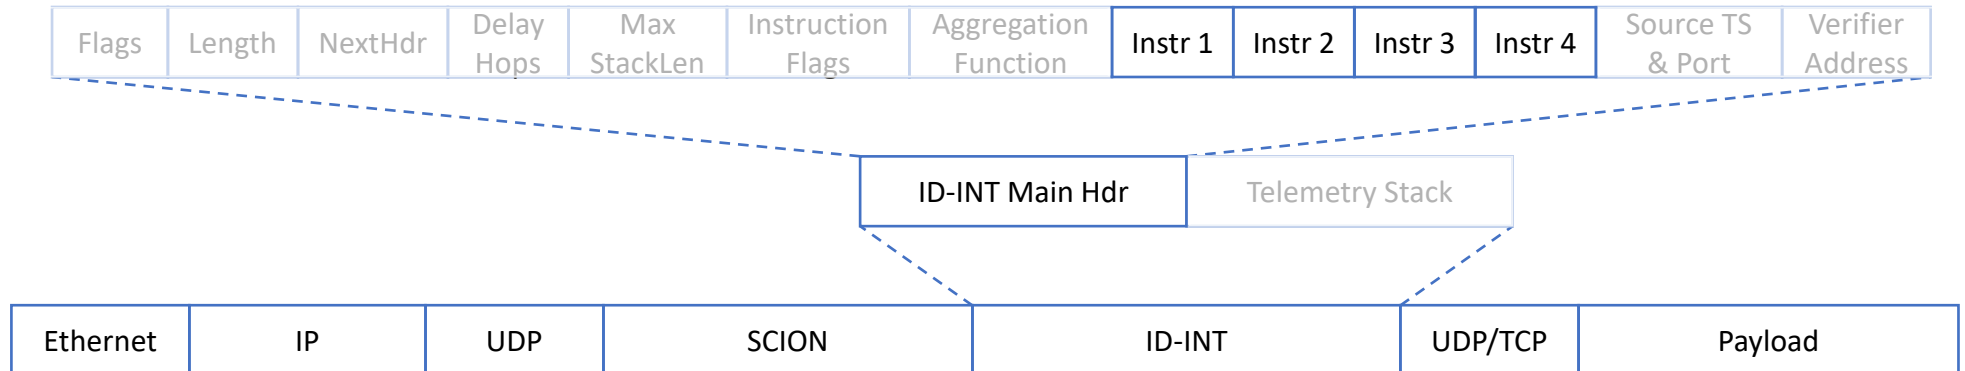 Flags Length NextHdr Delay Hops Max StackLen Instruction Flags Aggregation Function Instr 1 Instr 2 Instr 3 Instr 4 Source TS & Port Verifier Address
ID-INT Main Hdr Telemetry Stack
Ethernet IP UDP SCION ID-INT UDP/TCP Payload